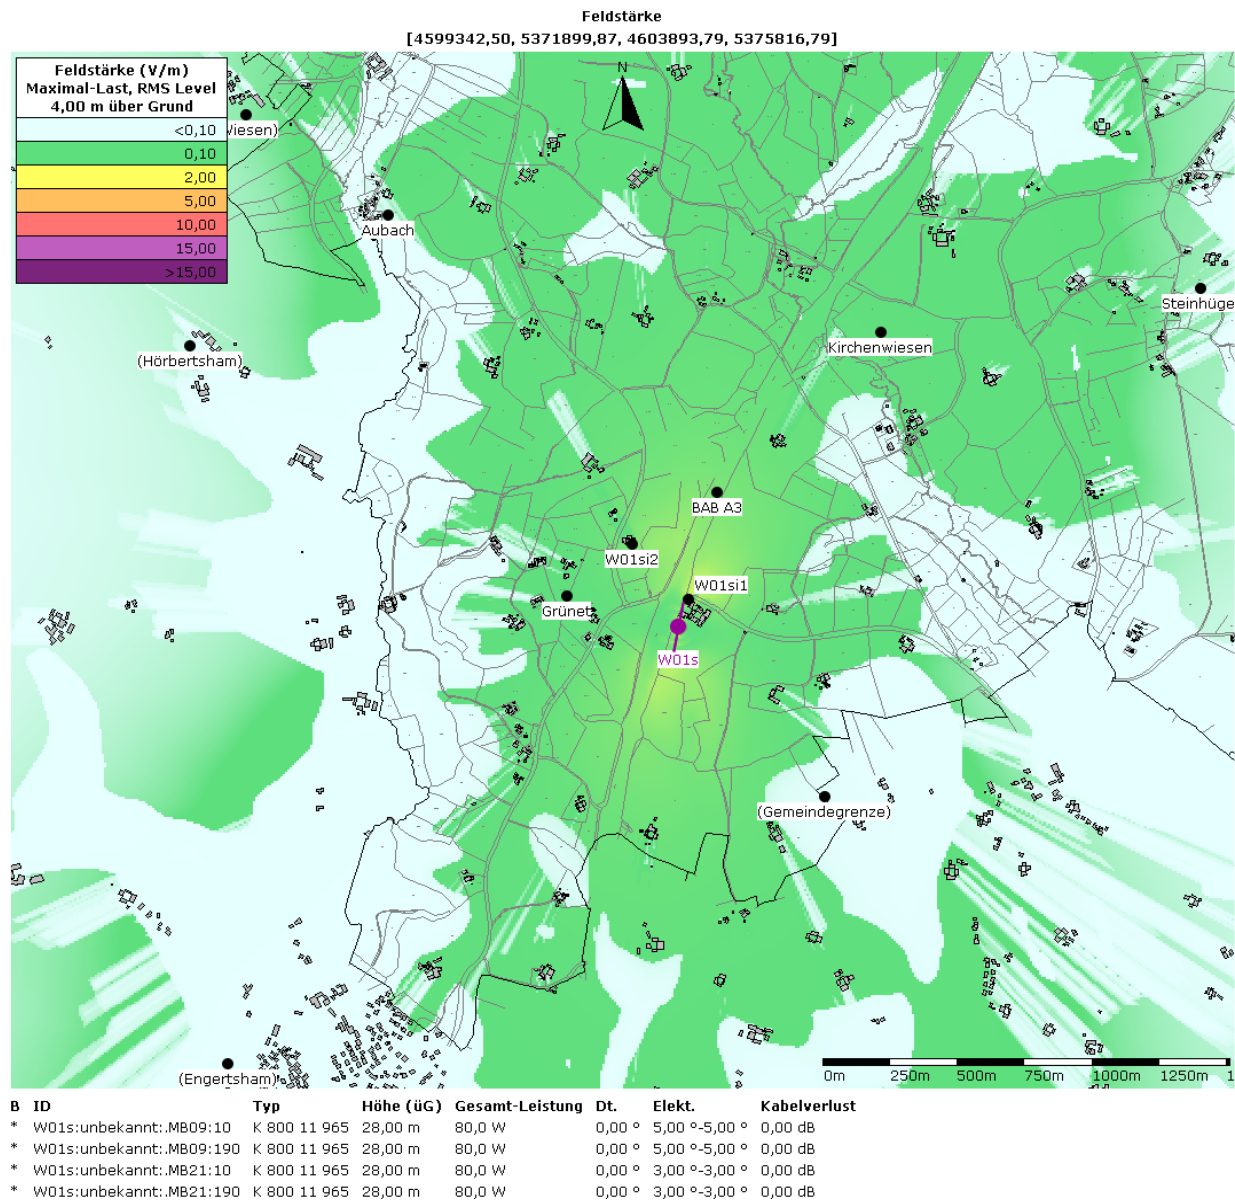 Feldstärke
[4599342,50, 5371899,87, 4603893,79, 5375816,79]
Feldstärke (V/m)
Maximal-Last, RMS Level
4,00 m über Grund
<0,10
0,10
2,00
5,00
10,00
15,00
>15,00
N
Wiesen)
Aubach
Steinhüge
Kirchenwiesen
(Hörbertsham)
BAB A3
W01si2
W01si1
Grünet
W01s
(Gemeindegrenze)
(Engertsham)
0m 250m 500m 750m 1000m 1250m 1
B ID Typ Höhe (üG) Gesamt-Leistung Dt. Elekt. Kabelverlust
* W01s:unbekannt:.MB09:10 K 800 11 965 28,00 m 80,0 W 0,00 ° 5,00 °-5,00 ° 0,00 dB
* W01s:unbekannt:.MB09:190 K 800 11 965 28,00 m 80,0 W 0,00 ° 5,00 °-5,00 ° 0,00 dB
* W01s:unbekannt:.MB21:10 K 800 11 965 28,00 m 80,0 W 0,00 ° 3,00 °-3,00 ° 0,00 dB
* W01s:unbekannt:.MB21:190 K 800 11 965 28,00 m 80,0 W 0,00 ° 3,00 °-3,00 ° 0,00 dB